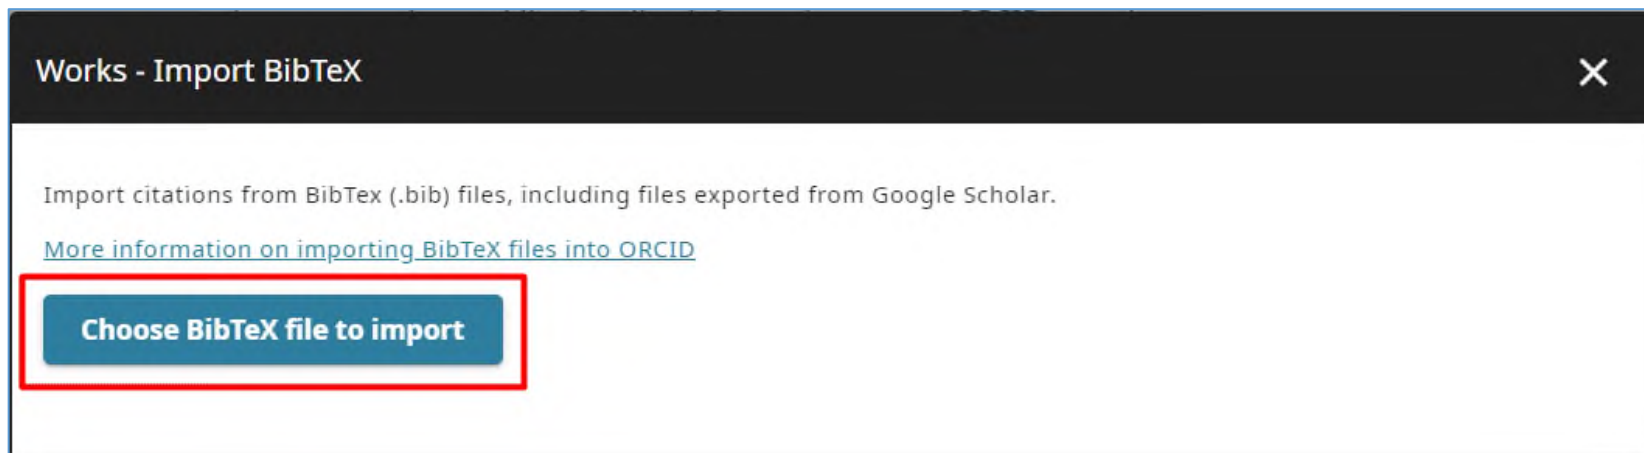 Works - Import BibTeX
Import citations from BibTex (.bib) files, including files exported from Google Scholar.
More information on importing BibTeX files into ORCID
Choose BibTeX file to import